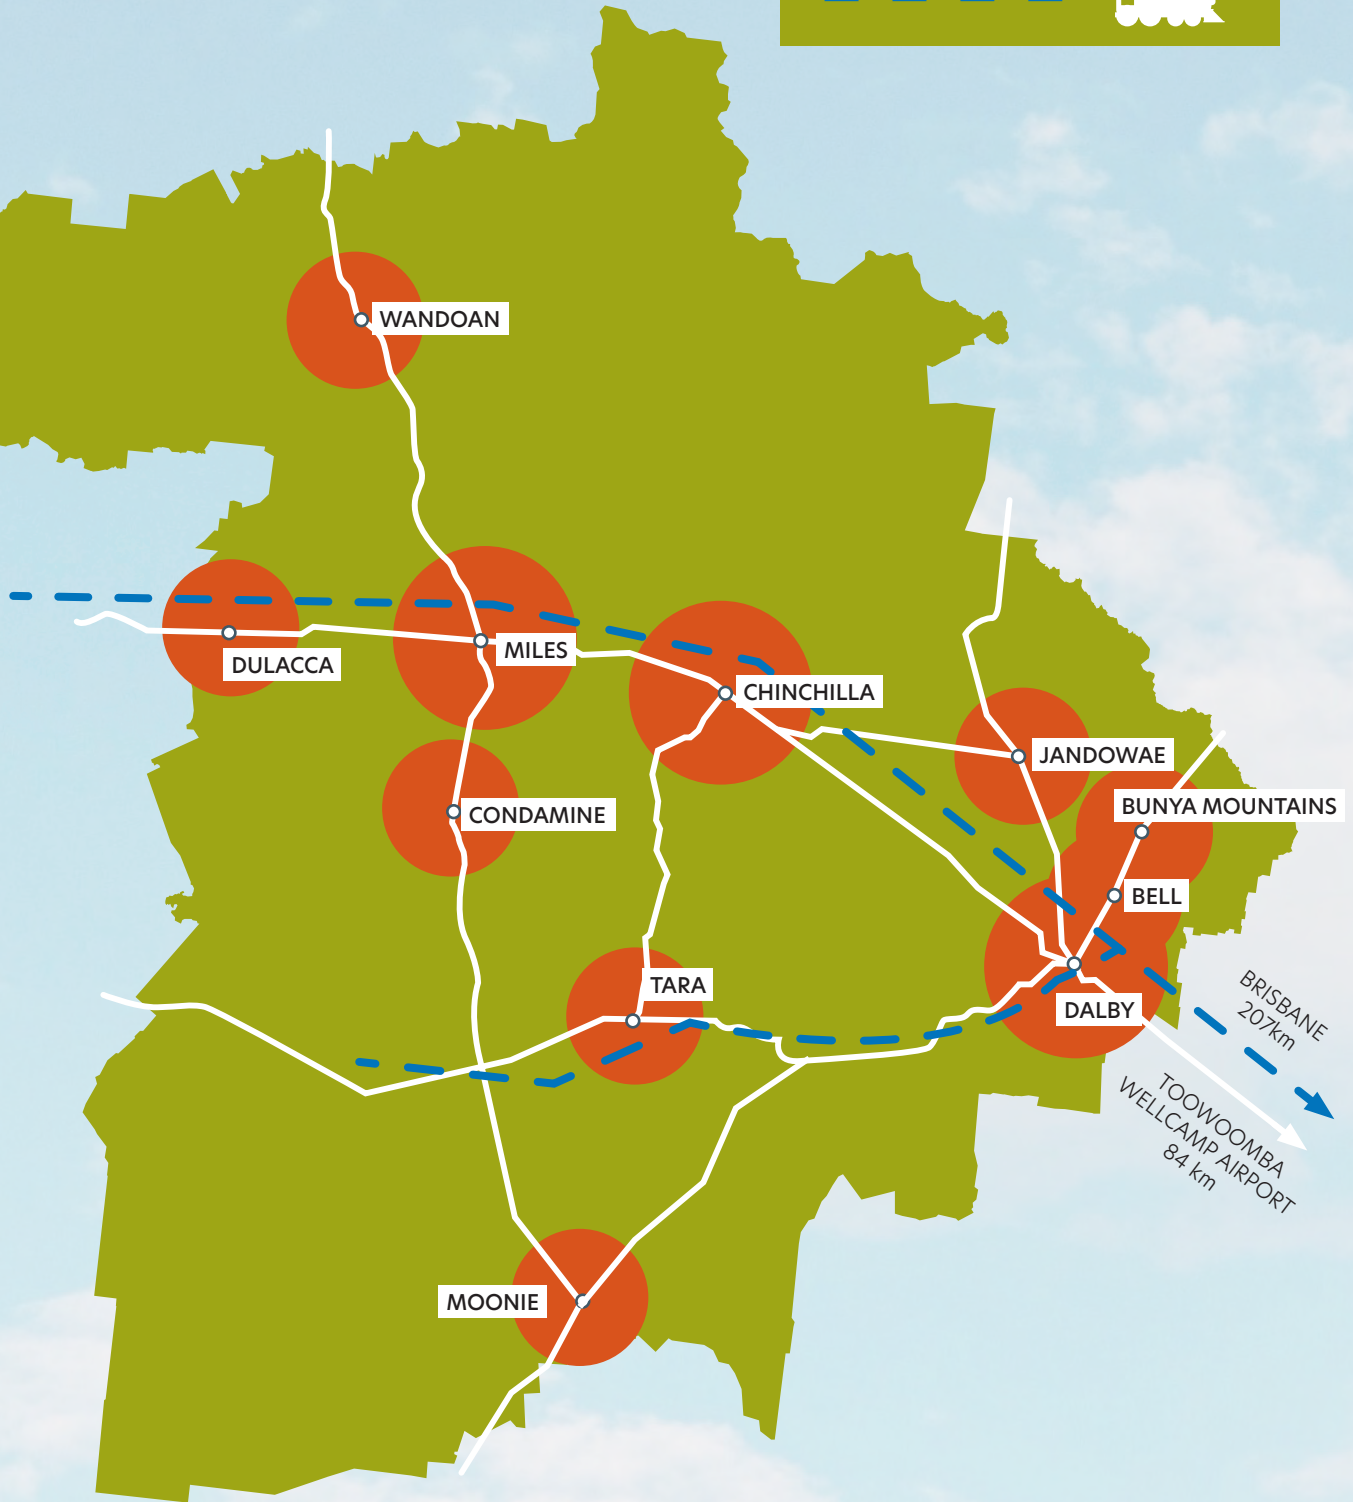 WANDOAN
DULACCA
MILES
CHINCHILLA
JANDOWAE
BUNYA MOUNTAINS
CONDAMINE
BELL
TARA
DALBY
BRISBANE
207km
TOOWOOMBA
WELLCAMP AIRPORT
84 km
MOONIE